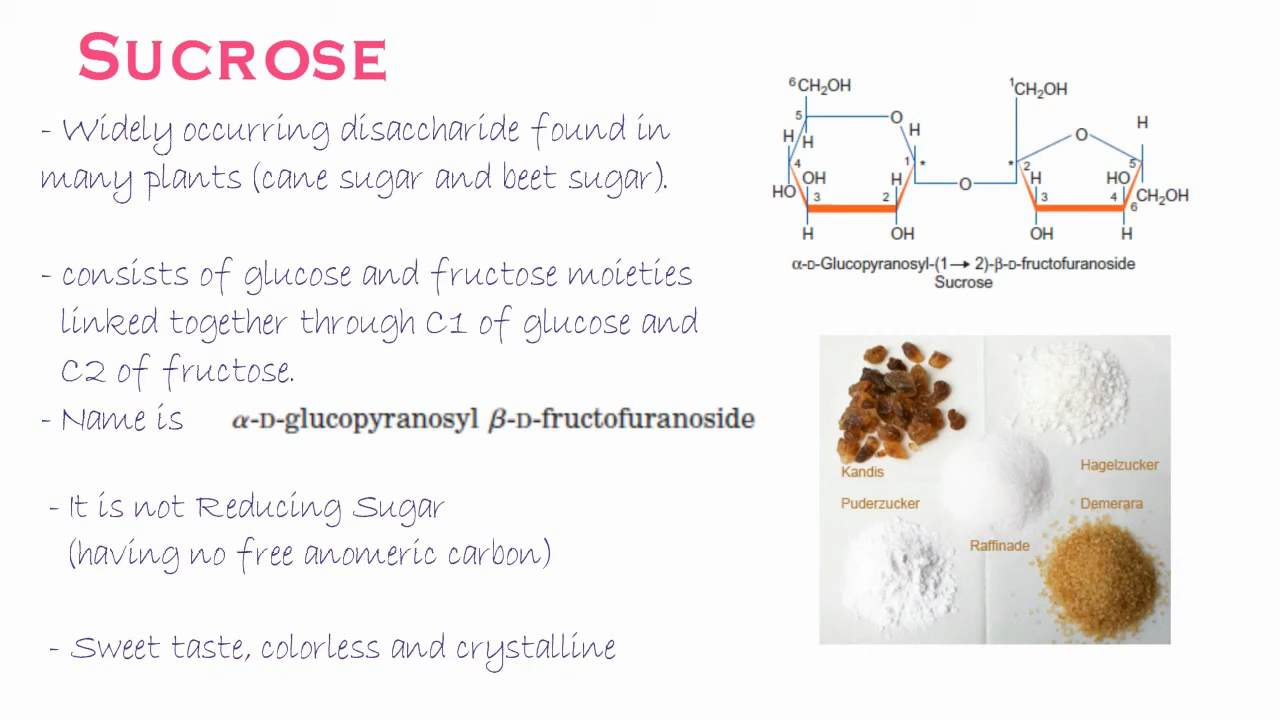 SUCROSE
- Widely occurring disaccharide found in
many plants (cane sugar and beet sugar).
- consists of glucose and fructose moieties
linked together through C1 of glucose and
C2 of fructose.
- Name is α-D-glucopyranosyl β-D-fructofuranoside
- It is not Reducing Sugar
(having no free anomeric carbon)
- Sweet taste, colorless and crystalline
6CH2OH 1CH2OH
5 O H O H
H H 4 1 * * 2 5
HO OH H O H HO CH2OH
3 2 3 4 6
H OH OH H
α-D-Glucopyranosyl-(1→2)-β-D-fructofuranoside
Sucrose
Kandis Hagelzucker
Puderzucker Demerara
Raffinade